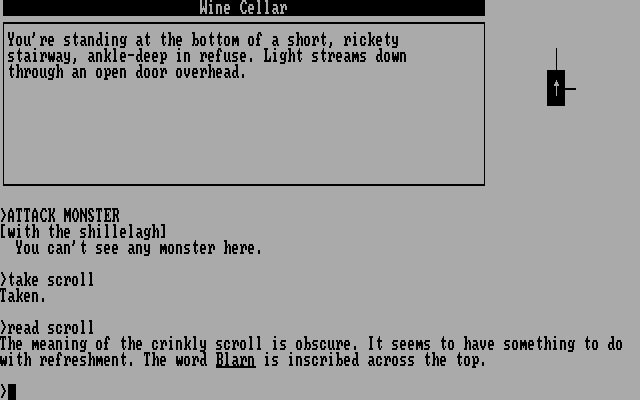 Wine Cellar
You're standing at the bottom of a short, rickety
stairway, ankle-deep in refuse. Light streams down
through an open door overhead.
>ATTACK MONSTER
[with the shillelagh]
You can't see any monster here.
>take scroll
Taken.
>read scroll
The meaning of the crinkly scroll is obscure. It seems to have something to do
with refreshment. The word Blarn is inscribed across the top.
>